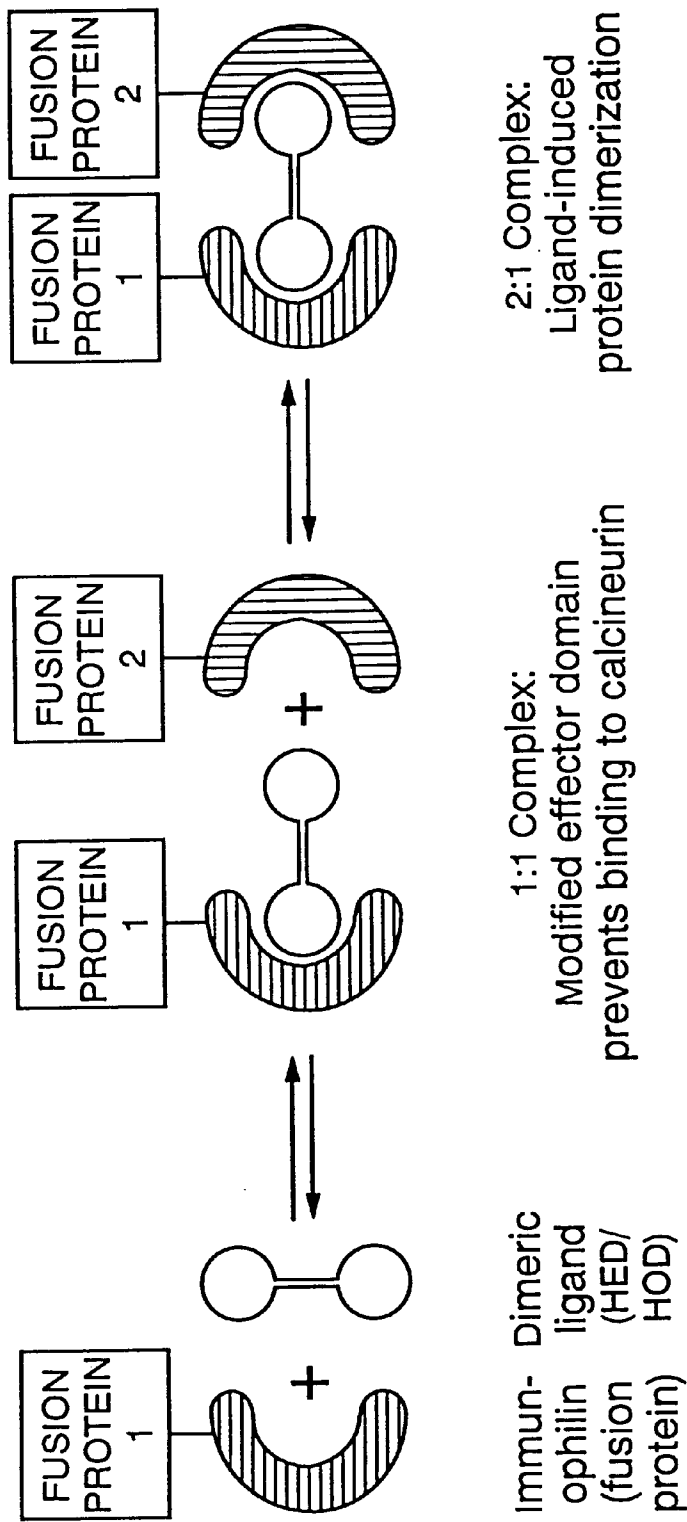 FUSION
PROTEIN
1
+
Immun-
ophilin
(fusion
protein)
Dimeric
ligand
(HED/
HOD)
FUSION
PROTEIN
1
+
FUSION
PROTEIN
2
1:1 Complex:
Modified effector domain
prevents binding to calcineurin
FUSION
PROTEIN
1
FUSION
PROTEIN
2
2:1 Complex:
Ligand-induced
protein dimerization